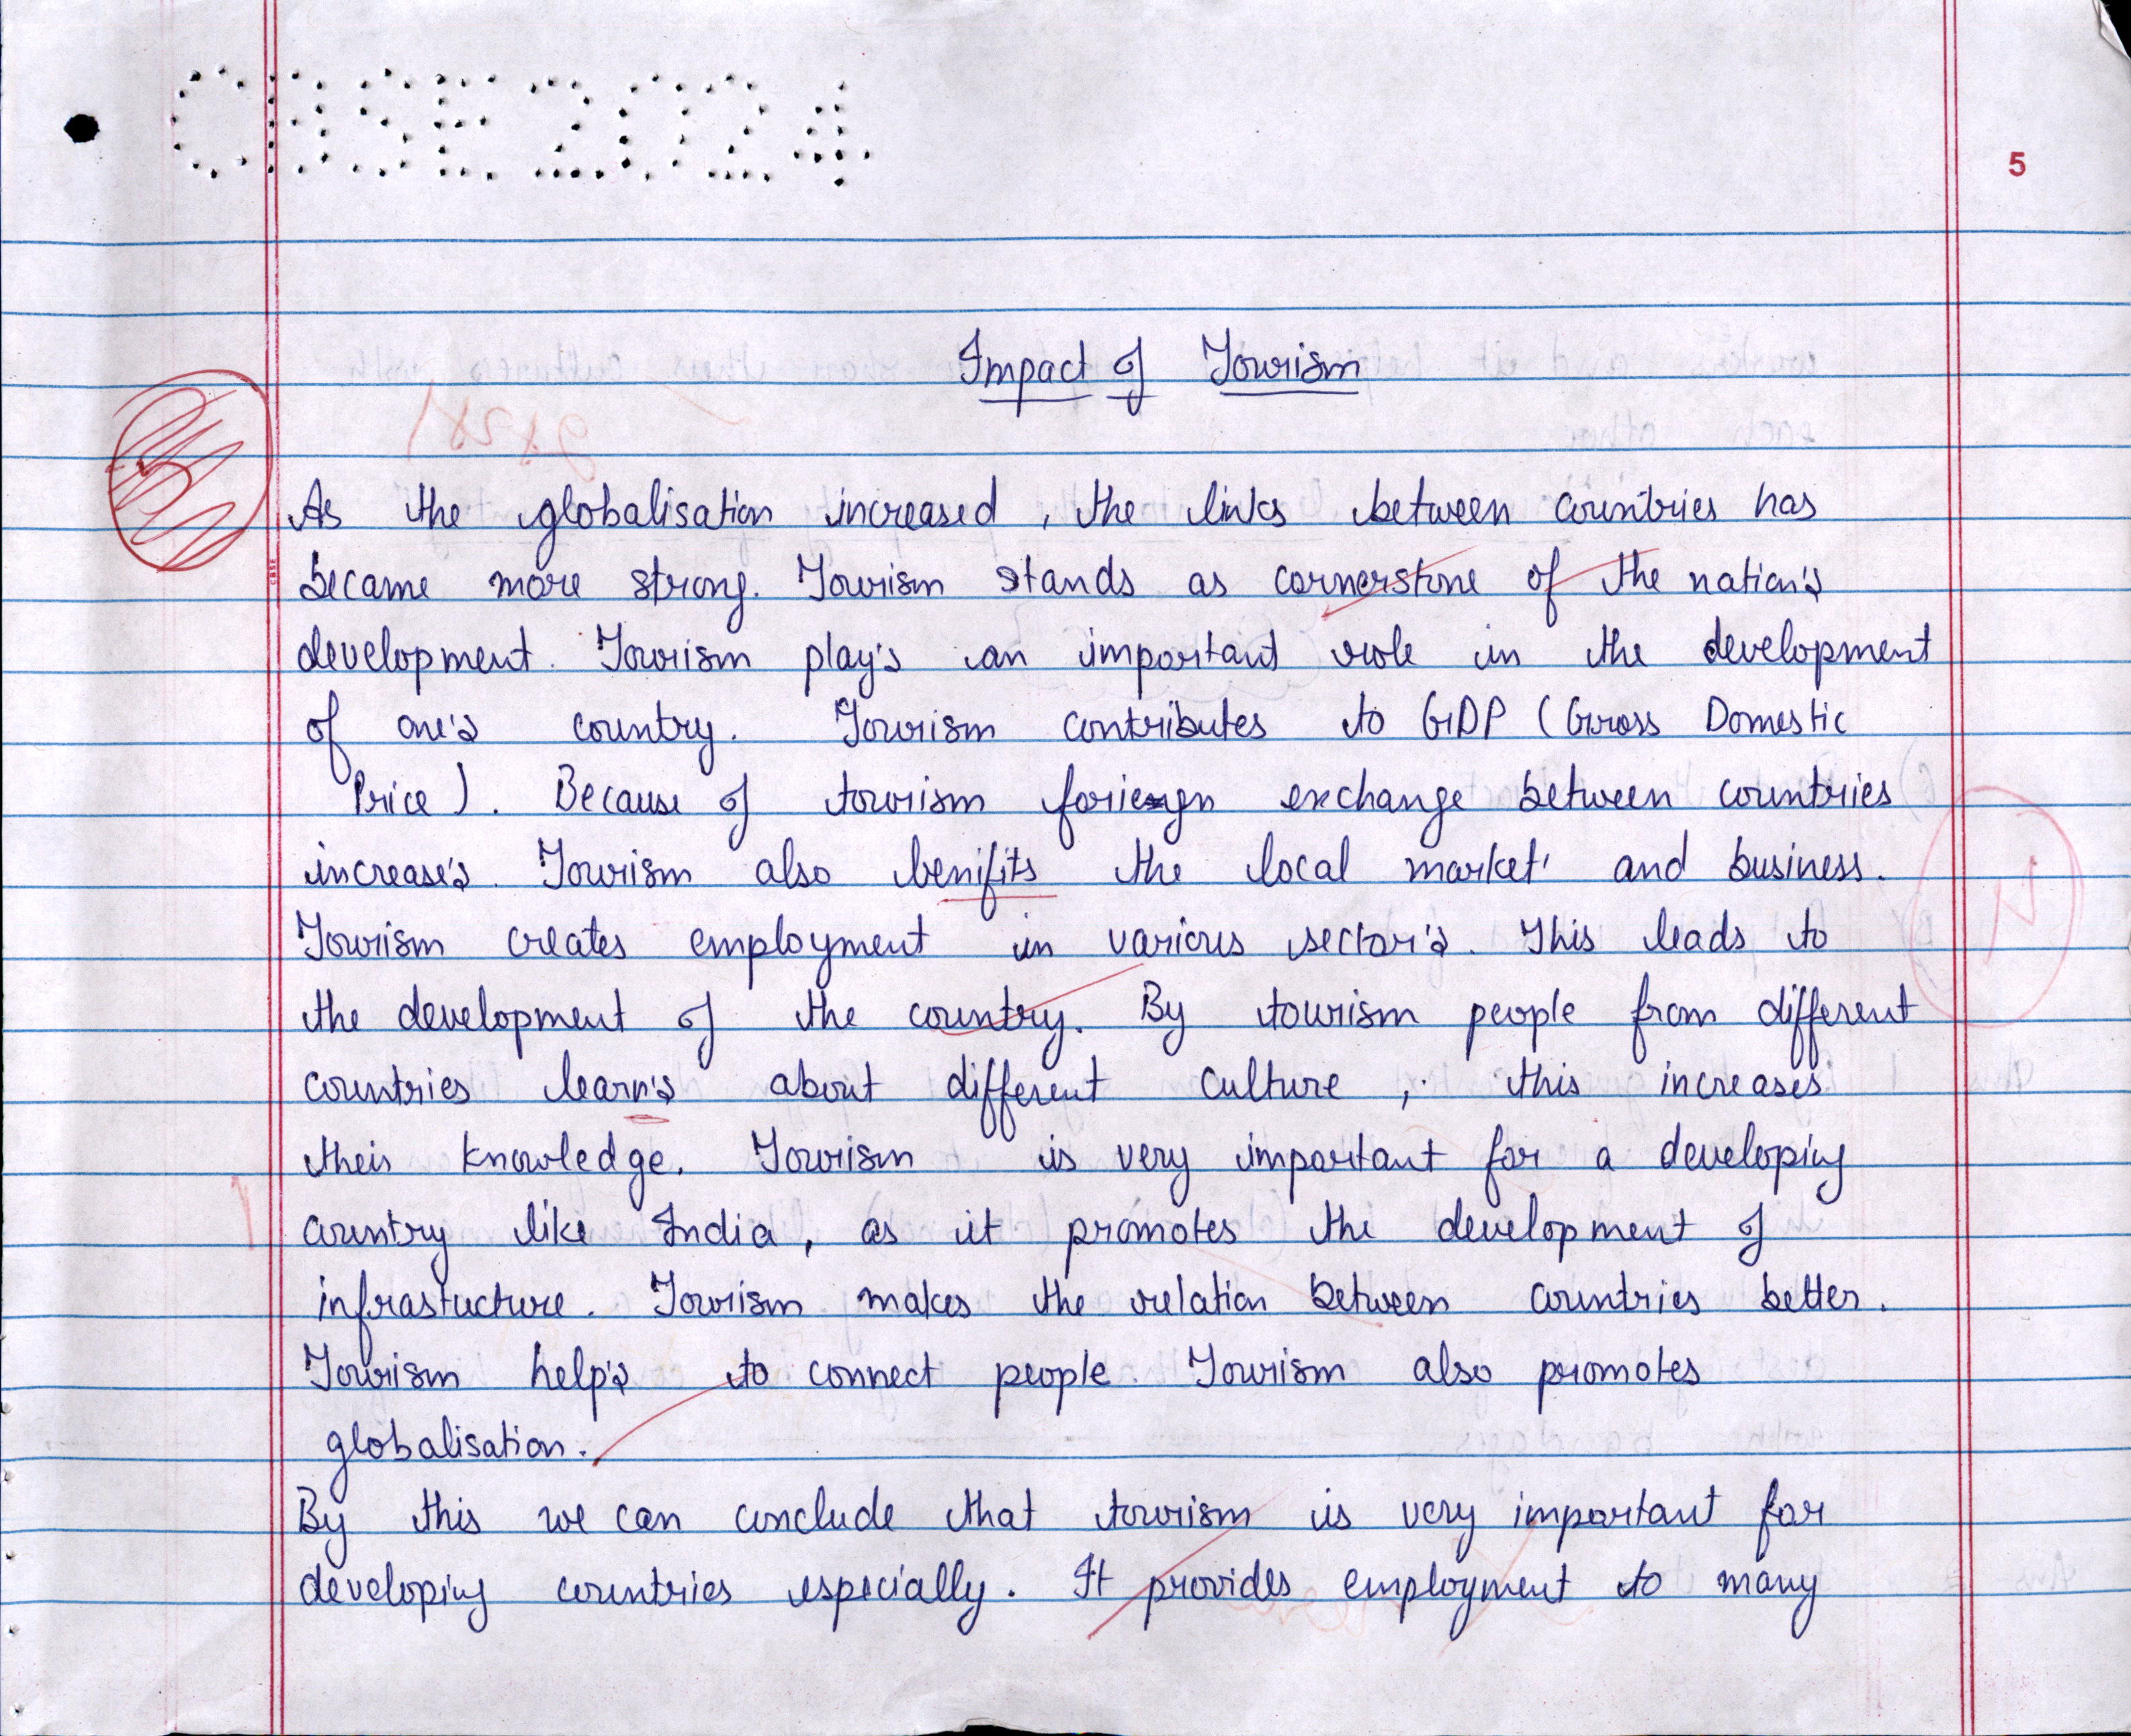 CBSE 2024
5
Impact of Tourism
As the globalisation increased, the links between countries has
became more strong. Tourism stands as cornerstone of the nation's
development. Tourism play's an important role in the development
of one's country. Tourism contributes to GDP (Gross Domestic
Price). Because of tourism foriegn exchange between countries
increase's. Tourism also benifits the local market' and business.
Tourism creates employment in various sector's. This leads to
the development of the country. By tourism people from different
countries learn's about different culture, this increases
their knowledge. Tourism is very important for a developing
country like India, as it promotes the development of
infrastucture. Tourism makes the relation between countries better.
Tourism help's to connect people. Tourism also promotes
globalisation.
By this we can conclude that tourism is very important for
developing countries especially. It provides employment to many